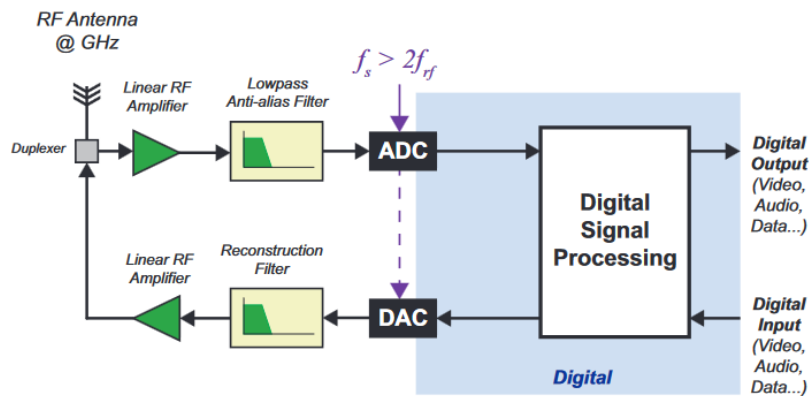 RF Antenna
@ GHz
Linear RF
Amplifier
Lowpass
Anti-alias Filter
fs > 2frf
Duplexer
ADC
Digital
Signal
Processing
Digital
Output
(Video,
Audio,
Data...)
Linear RF
Amplifier
Reconstruction
Filter
DAC
Digital
Input
(Video,
Audio,
Data...)
Digital